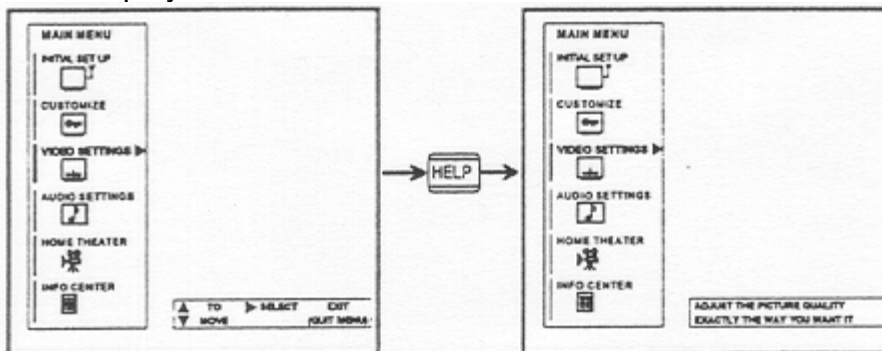 MAIN MENU
INITIAL SET UP
CUSTOMIZE
VIDEO SETTINGS
AUDIO SETTINGS
HOME THEATER
INFO CENTER
TO SELECT EXIT
MOVE (QUIT MENU)
HELP
MAIN MENU
INITIAL SET UP
CUSTOMIZE
VIDEO SETTINGS
AUDIO SETTINGS
HOME THEATER
INFO CENTER
ADJUST THE PICTURE QUALITY
EXACTLY THE WAY YOU WANT IT